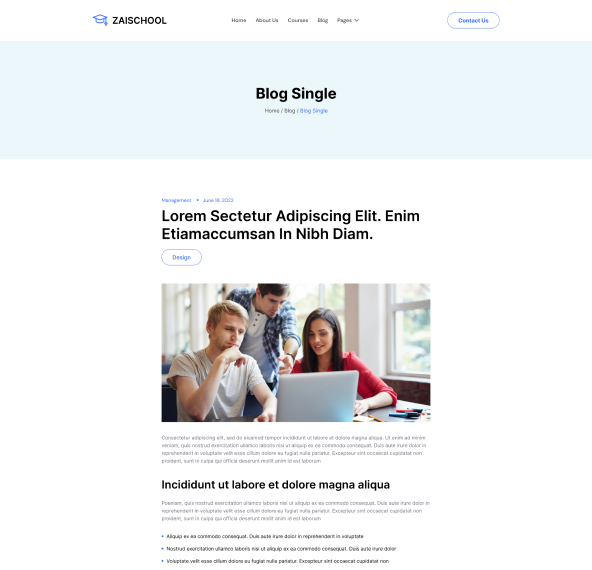 ZAISCHOOL
Home About Us Courses Blog Pages
Contact Us
Blog Single
Home / Blog / Blog Single
Management • June 18, 2022
Lorem Sectetur Adipiscing Elit. Enim
Etiamaccumsan In Nibh Diam.
Design
Consectetur adipiscing elit, sed do eiusmod tempor incididunt ut labore et dolore magna aliqua. Ut enim ad minim
veniam, quis nostrud exercitation ullamco laboris nisi ut aliquip ex ea commodo consequat. Duis aute irure dolor in
reprehenderit in voluptate velit esse cillum dolore eu fugiat nulla pariatur. Excepteur sint occaecat cupidatat non
proident, sunt in culpa qui officia deserunt mollit anim id est laborum
Incididunt ut labore et dolore magna aliqua
quis nostrud exercitation ullamco laboris nisi ut aliquip ex ea commodo consequat. Duis aute irure dolor in
reprehenderit in voluptate velit esse cillum dolore eu fugiat nulla pariatur. Excepteur sint occaecat cupidatat non
proident, sunt in culpa qui officia deserunt mollit anim id est laborum
• Aliquip ex ea commodo consequat. Duis aute irure dolor in reprehenderit in voluptate
• Nostrud exercitation ullamco laboris nisi ut aliquip ex ea commodo consequat. Duis aute irure dolor
• Voluptate velit esse cillum dolore eu fugiat nulla pariatur. Excepteur sint occaecat cupidatat non